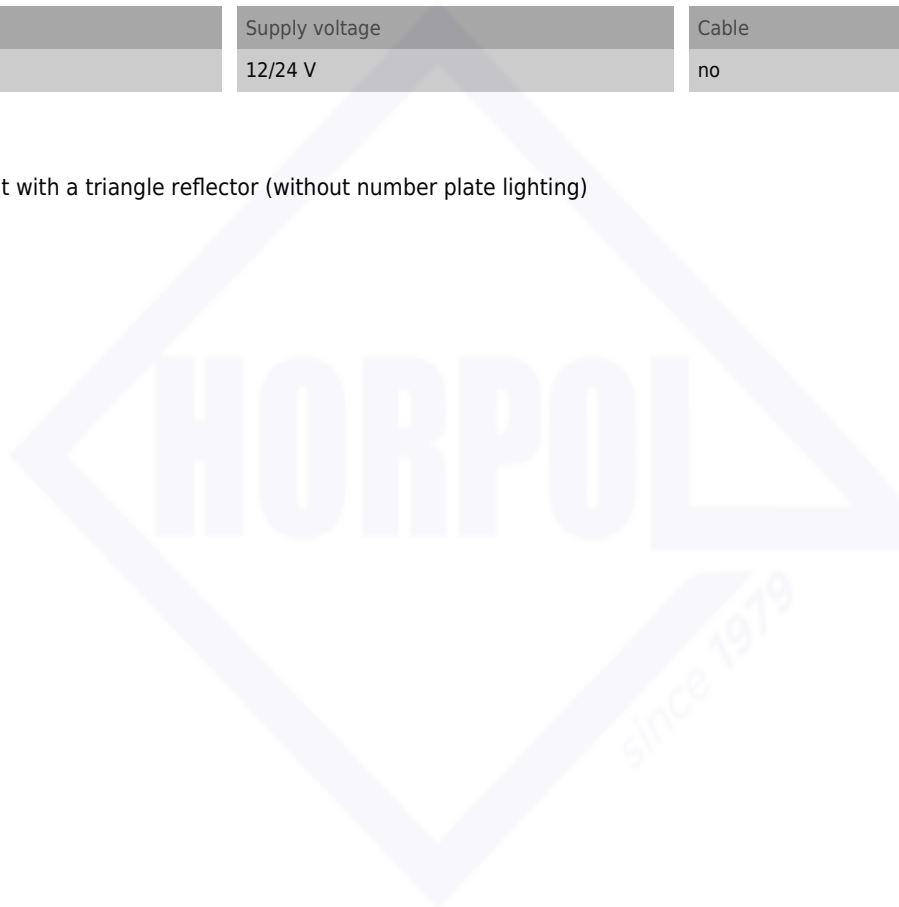 Supply voltage
Cable
12/24 V
no
t with a triangle reflector (without number plate lighting)
HORPOL
since 1979